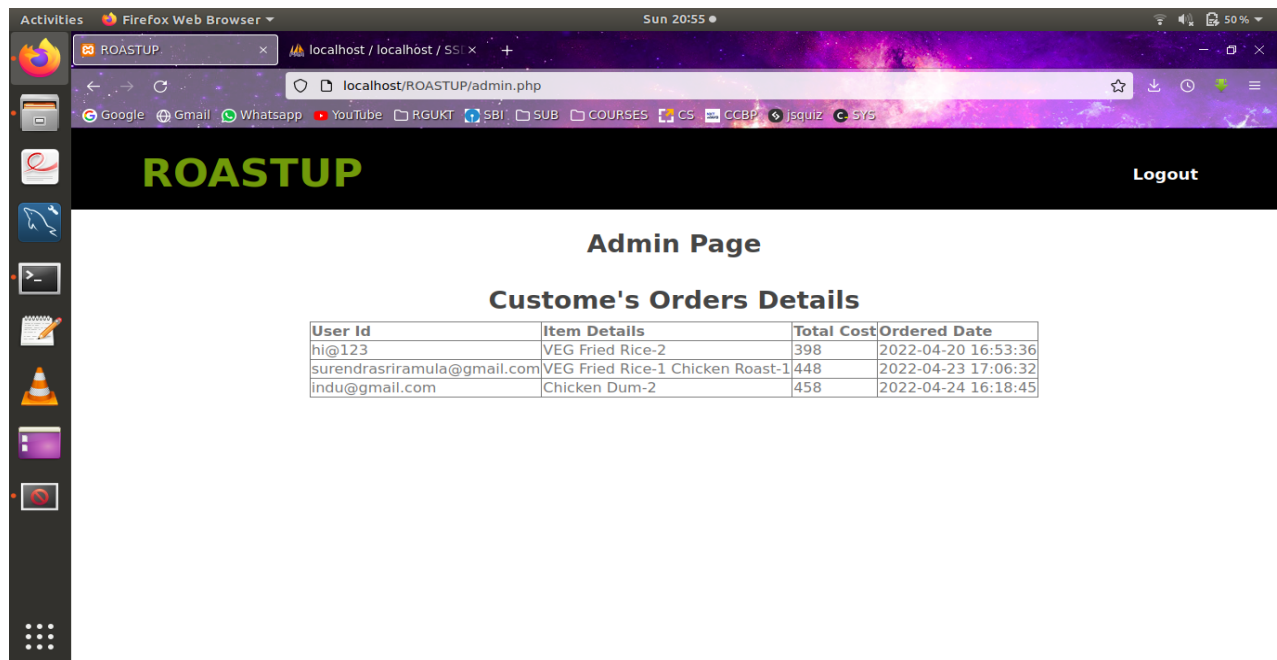 Activities Firefox Web Browser Sun 20:55 50 %
ROASTUP localhost / localhost / SS
localhost/ROASTUP/admin.php
Google Gmail Whatsapp YouTube RGUKT SBI SUB COURSES CS CCBP jsquiz SYS
ROASTUP Logout
Admin Page
Custome's Orders Details
User Id Item Details Total Cost Ordered Date
hi@123 VEG Fried Rice-2 398 2022-04-20 16:53:36
surendrasriramula@gmail.com VEG Fried Rice-1 Chicken Roast-1 448 2022-04-23 17:06:32
indu@gmail.com Chicken Dum-2 458 2022-04-24 16:18:45